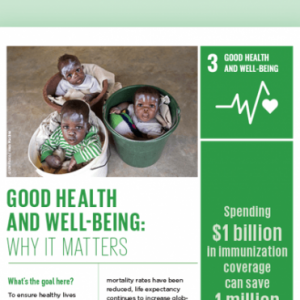 3 GOOD HEALTH
AND WELL-BEING
GOOD HEALTH
AND WELL-BEING:
WHY IT MATTERS
What's the goal here?
To ensure healthy lives
mortality rates have been
reduced, life expectancy
continues to increase glob-
Spending
$1 billion
in immunization
coverage
can save
1 million